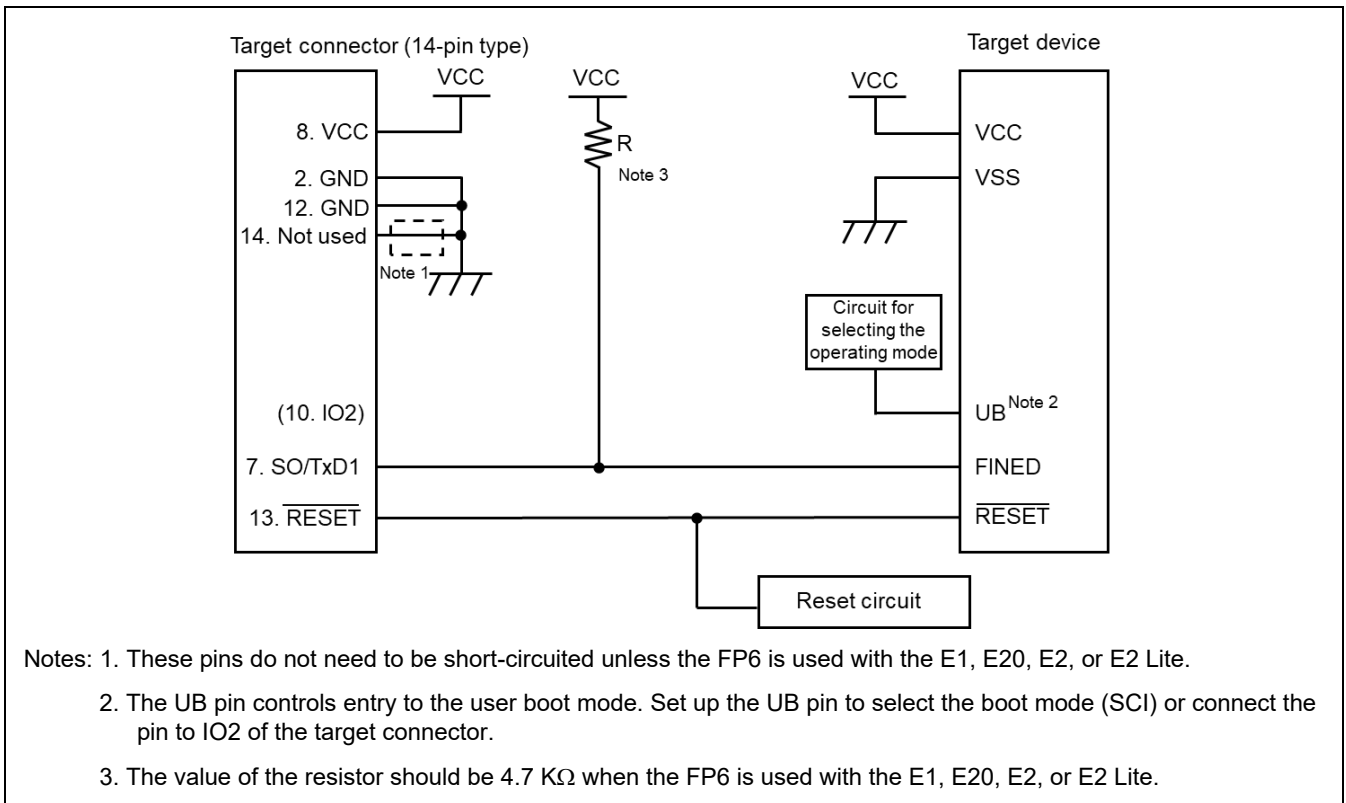 Target connector (14-pin type)
Target device
VCC
VCC
VCC
8. VCC
VCC
R
Note 3
2. GND
VSS
12. GND
14. Not used
Note 1
Circuit for
selecting the
operating mode
(10. IO2)
UB Note 2
7. SO/TxD1
FINED
13. RESET
RESET
Reset circuit
Notes: 1. These pins do not need to be short-circuited unless the FP6 is used with the E1, E20, E2, or E2 Lite.
2. The UB pin controls entry to the user boot mode. Set up the UB pin to select the boot mode (SCI) or connect the
pin to IO2 of the target connector.
3. The value of the resistor should be 4.7 KΩ when the FP6 is used with the E1, E20, E2, or E2 Lite.